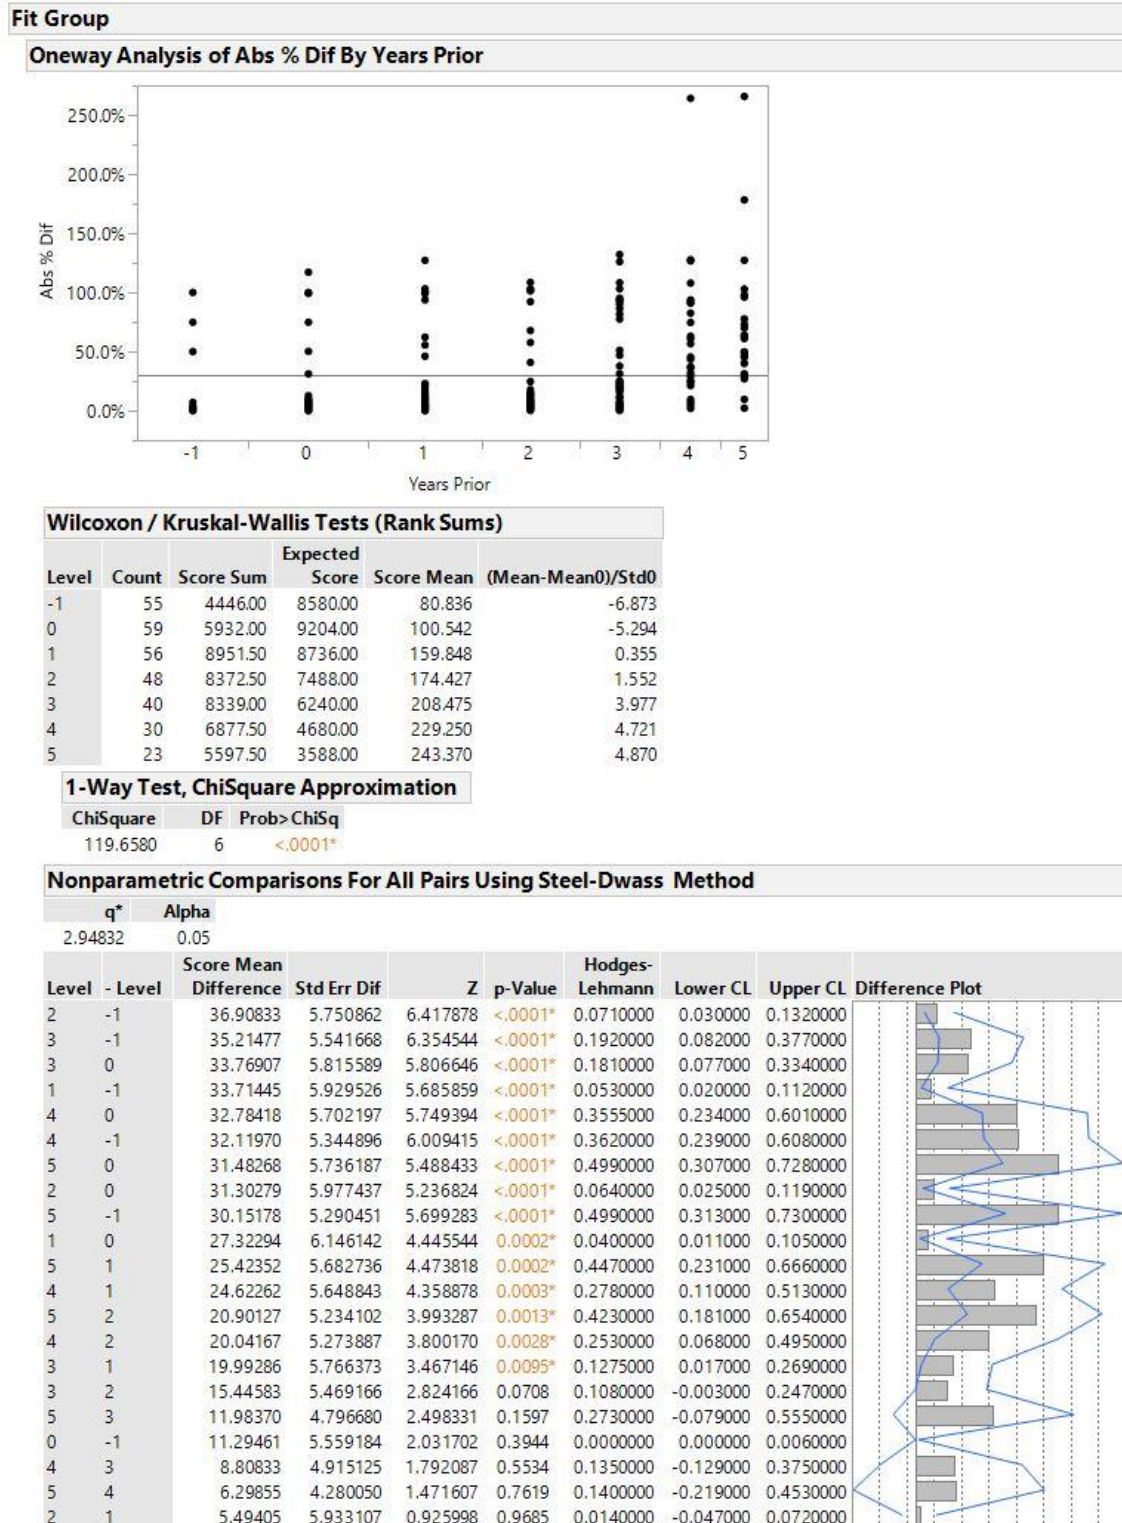 Fit Group
Oneway Analysis of Abs % Dif By Years Prior
250.0%
200.0%
150.0%
100.0%
50.0%
0.0%
Abs % Dif
-1 0 1 2 3 4 5
Years Prior
Wilcoxon / Kruskal-Wallis Tests (Rank Sums)
Expected
Level Count Score Sum Score Score Mean (Mean-Mean0)/Std0
-1 55 4446.00 8580.00 80.836 -6.873
0 59 5932.00 9204.00 100.542 -5.294
1 56 8951.50 8736.00 159.848 0.355
2 48 8372.50 7488.00 174.427 1.552
3 40 8339.00 6240.00 208.475 3.977
4 30 6877.50 4680.00 229.250 4.721
5 23 5597.50 3588.00 243.370 4.870
1-Way Test, ChiSquare Approximation
ChiSquare DF Prob>ChiSq
119.6580 6 <.0001*
Nonparametric Comparisons For All Pairs Using Steel-Dwass Method
q* Alpha
2.94832 0.05
Score Mean Hodges-
Level - Level Difference Std Err Dif Z p-Value Lehmann Lower CL Upper CL Difference Plot
2 -1 36.90833 5.750862 6.417878 <.0001* 0.0710000 0.030000 0.1320000
3 -1 35.21477 5.541668 6.354544 <.0001* 0.1920000 0.082000 0.3770000
3 0 33.76907 5.815589 5.806646 <.0001* 0.1810000 0.077000 0.3340000
1 -1 33.71445 5.929526 5.685859 <.0001* 0.0530000 0.020000 0.1120000
4 0 32.78418 5.702197 5.749394 <.0001* 0.3555000 0.234000 0.6010000
4 -1 32.11970 5.344896 6.009415 <.0001* 0.3620000 0.239000 0.6080000
5 0 31.48268 5.736187 5.488433 <.0001* 0.4990000 0.307000 0.7280000
2 0 31.30279 5.977437 5.236824 <.0001* 0.0640000 0.025000 0.1190000
5 -1 30.15178 5.290451 5.699283 <.0001* 0.4990000 0.313000 0.7300000
1 0 27.32294 6.146142 4.445544 0.0002* 0.0400000 0.011000 0.1050000
5 1 25.42352 5.682736 4.473818 0.0002* 0.4470000 0.231000 0.6660000
4 1 24.62262 5.648843 4.358878 0.0003* 0.2780000 0.110000 0.5130000
5 2 20.90127 5.234102 3.993287 0.0013* 0.4230000 0.181000 0.6540000
4 2 20.04167 5.273887 3.800170 0.0028* 0.2530000 0.068000 0.4950000
3 1 19.99286 5.766373 3.467146 0.0095* 0.1275000 0.017000 0.2690000
3 2 15.44583 5.469166 2.824166 0.0708 0.1080000 -0.003000 0.2470000
5 3 11.98370 4.796680 2.498331 0.1597 0.2730000 -0.079000 0.5550000
0 -1 11.29461 5.559184 2.031702 0.3944 0.0000000 0.000000 0.0060000
4 3 8.80833 4.915125 1.792087 0.5534 0.1350000 -0.129000 0.3750000
5 4 6.29855 4.280050 1.471607 0.7619 0.1400000 -0.219000 0.4530000
2 1 5.49405 5.933107 0.925998 0.9685 0.0140000 -0.047000 0.0720000